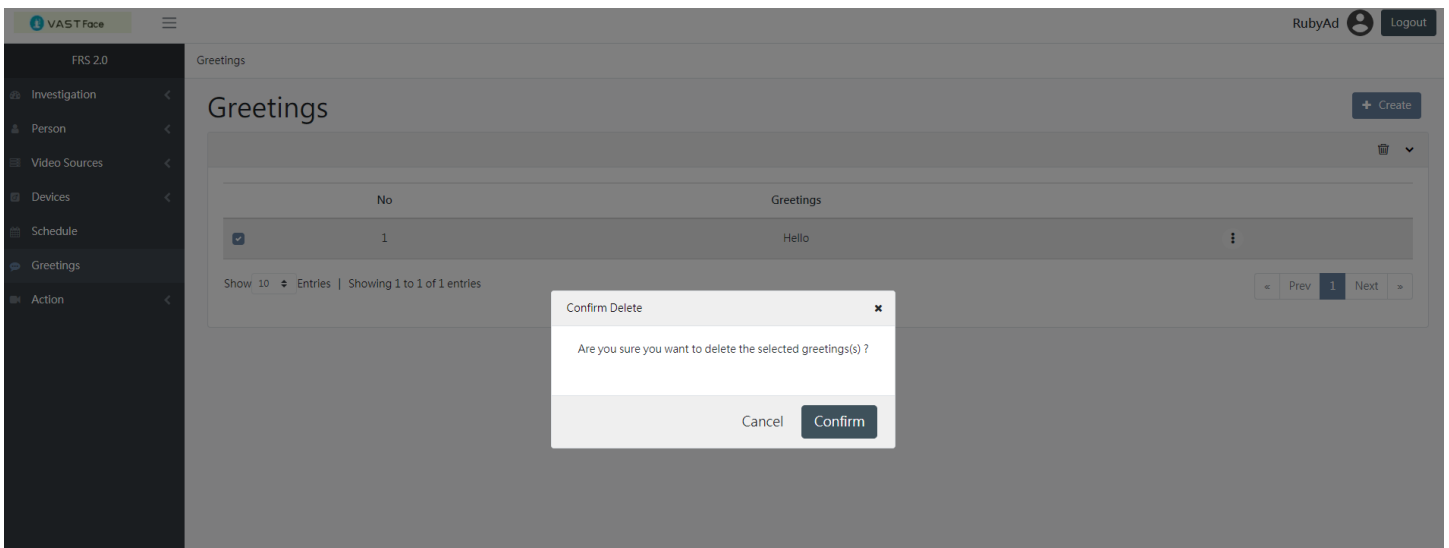 VAST Face
RubyAd
Logout
FRS 2.0
Greetings
Investigation
Person
Video Sources
Devices
Schedule
Greetings
Action
Greetings
+ Create
No Greetings
1 Hello
Show 10 Entries | Showing 1 to 1 of 1 entries
« Prev 1 Next »
Confirm Delete
Are you sure you want to delete the selected greetings(s) ?
Cancel Confirm